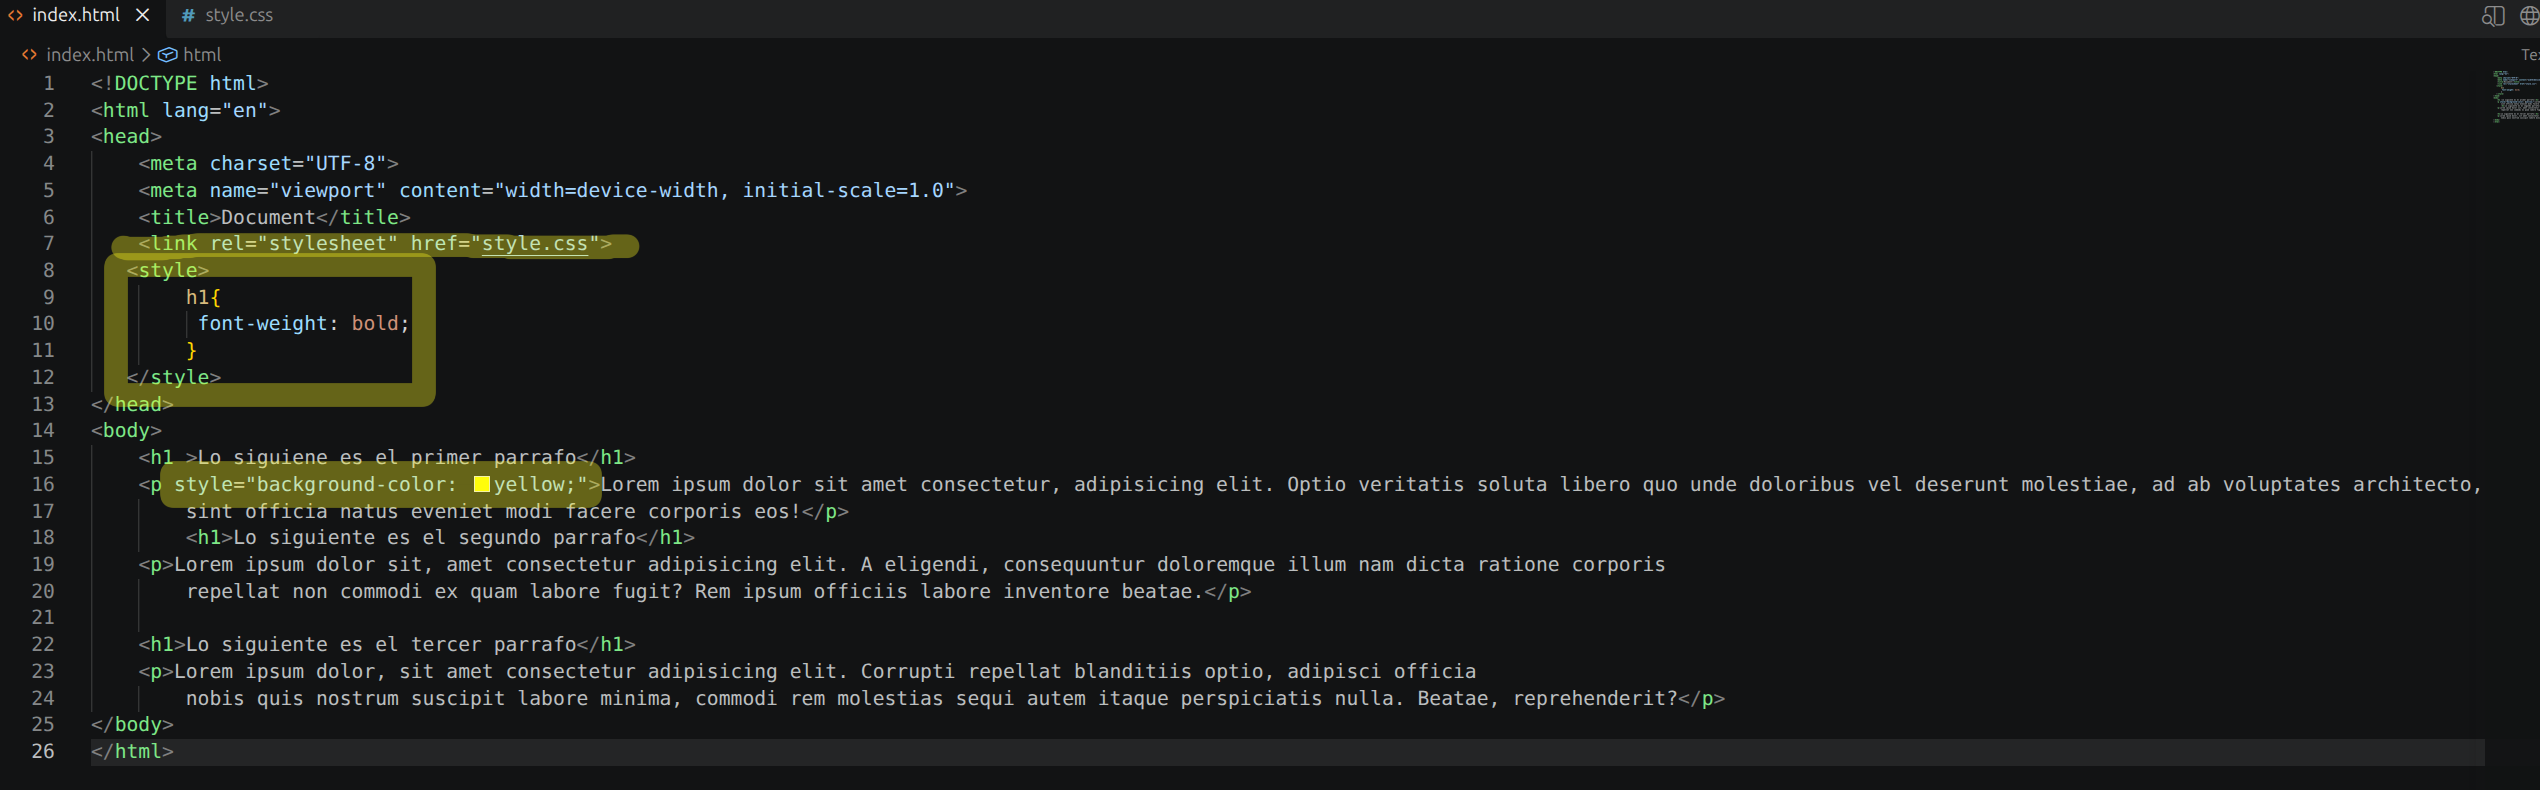 index.html
style.css
index.html > html
Te
1 <!DOCTYPE html>
2 <html lang="en">
3 <head>
4 <meta charset="UTF-8">
5 <meta name="viewport" content="width=device-width, initial-scale=1.0">
6 <title>Document</title>
7 <link rel="stylesheet" href="style.css">
8 <style>
9 h1{
10 font-weight: bold;
11 }
12 </style>
13 </head>
14 <body>
15 <h1 >Lo siguiene es el primer parrafo</h1>
16 <p style="background-color: yellow;">Lorem ipsum dolor sit amet consectetur, adipisicing elit. Optio veritatis soluta libero quo unde doloribus vel deserunt molestiae, ad ab voluptates architecto,
17 sint officia natus eveniet modi facere corporis eos!</p>
18 <h1>Lo siguiente es el segundo parrafo</h1>
19 <p>Lorem ipsum dolor sit, amet consectetur adipisicing elit. A eligendi, consequuntur doloremque illum nam dicta ratione corporis
20 repellat non commodi ex quam labore fugit? Rem ipsum officiis labore inventore beatae.</p>
21
22 <h1>Lo siguiente es el tercer parrafo</h1>
23 <p>Lorem ipsum dolor, sit amet consectetur adipisicing elit. Corrupti repellat blanditiis optio, adipisci officia
24 nobis quis nostrum suscipit labore minima, commodi rem molestias sequi autem itaque perspiciatis nulla. Beatae, reprehenderit?</p>
25 </body>
26 </html>